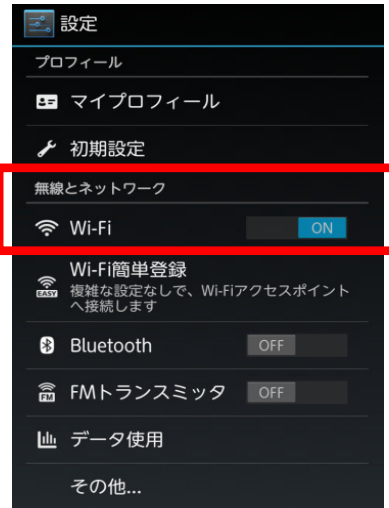 設定
プロフィール
マイプロフィール
初期設定
無線とネットワーク
Wi-Fi ON
Wi-Fi簡単登録
EASY 複雑な設定なしで、Wi-Fiアクセスポイント
へ接続します
Bluetooth OFF
FM FMトランスミッタ OFF
データ使用
その他...